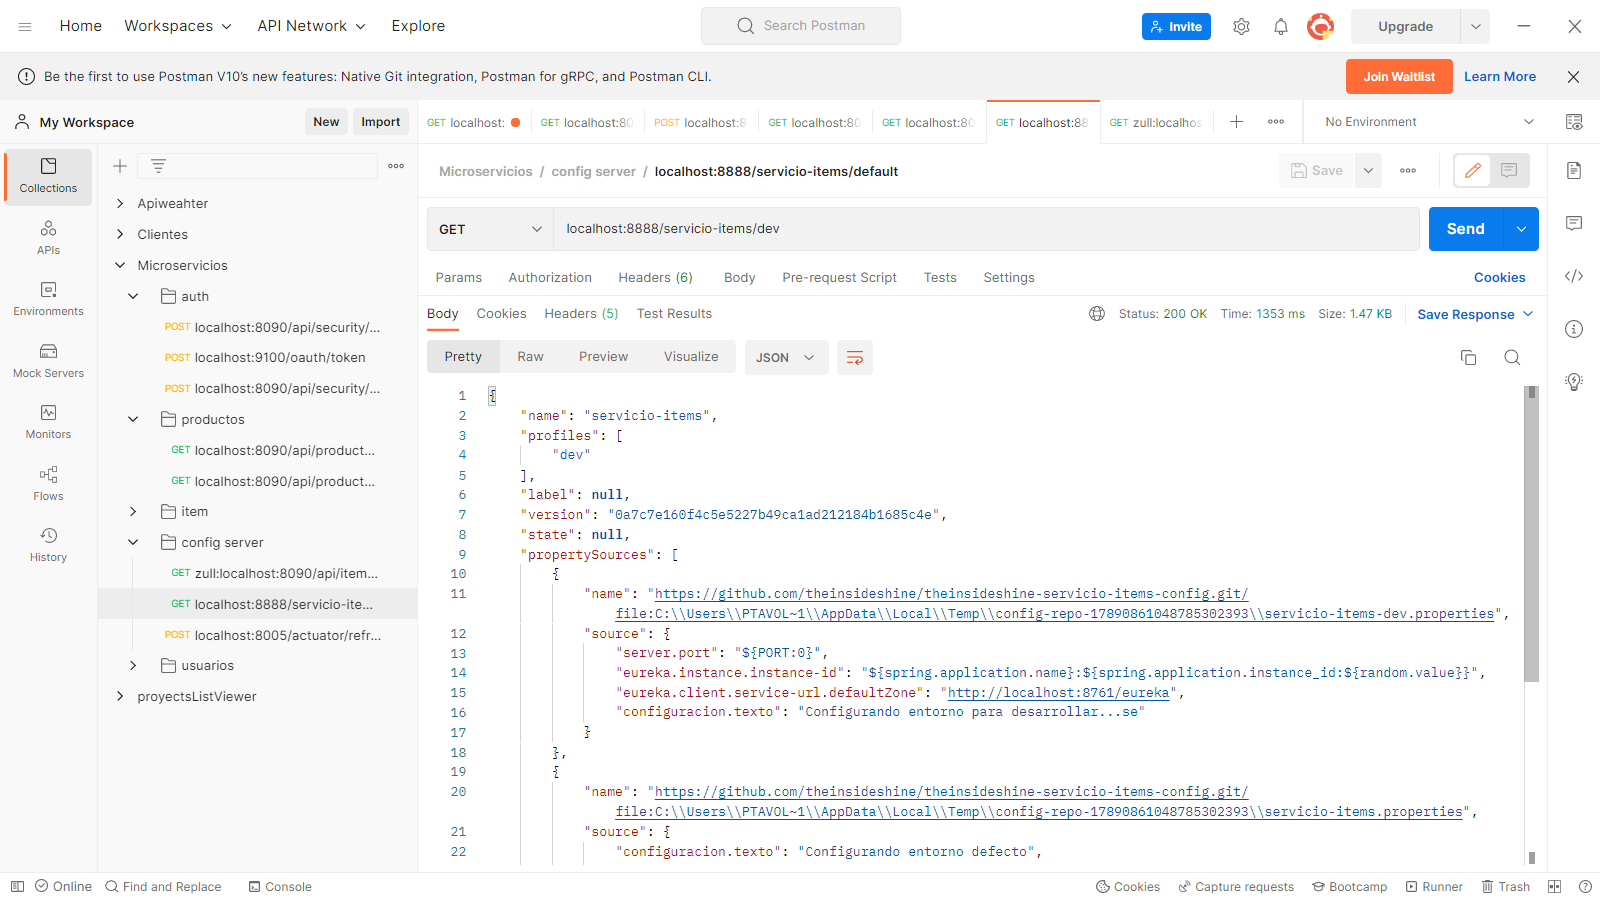 Home Workspaces API Network Explore Search Postman Invite Upgrade
Be the first to use Postman V10's new features: Native Git integration, Postman for gRPC, and Postman CLI. Join Waitlist Learn More
My Workspace New Import GET localhost: GET localhost:80 POST localhost:8 GET localhost:80 GET localhost:80 GET localhost:88 GET zull:localhos No Environment
Collections
APIs
Environments
Mock Servers
Monitors
Flows
History
Apiweahter
Clientes
Microservicios
auth
POST localhost:8090/api/security/...
POST localhost:9100/oauth/token
POST localhost:8090/api/security/...
productos
GET localhost:8090/api/product...
GET localhost:8090/api/product...
item
config server
GET zull:localhost:8090/api/item...
GET localhost:8888/servicio-ite...
POST localhost:8005/actuator/refr...
usuarios
proyectsListViewer
Microservicios / config server / localhost:8888/servicio-items/default Save
GET localhost:8888/servicio-items/dev Send
Params Authorization Headers (6) Body Pre-request Script Tests Settings Cookies
Body Cookies Headers (5) Test Results Status: 200 OK Time: 1353 ms Size: 1.47 KB Save Response
Pretty Raw Preview Visualize JSON
1 {
2 "name": "servicio-items",
3 "profiles": [
4 "dev"
5 ],
6 "label": null,
7 "version": "0a7c7e160f4c5e5227b49ca1ad212184b1685c4e",
8 "state": null,
9 "propertySources": [
10 {
11 "name": "https://github.com/theinsideshine/theinsideshine-servicio-items-config.git/
file:C:\\Users\\PTAVOL~1\\AppData\\Local\\Temp\\config-repo-17890861048785302393\\servicio-items-dev.properties",
12 "source": {
13 "server.port": "${PORT:0}",
14 "eureka.instance.instance-id": "${spring.application.name}:${spring.application.instance_id:${random.value}}",
15 "eureka.client.service-url.defaultZone": "http://localhost:8761/eureka",
16 "configuracion.texto": "Configurando entorno para desarrollar...se"
17 }
18 },
19 {
20 "name": "https://github.com/theinsideshine/theinsideshine-servicio-items-config.git/
file:C:\\Users\\PTAVOL~1\\AppData\\Local\\Temp\\config-repo-17890861048785302393\\servicio-items.properties",
21 "source": {
22 "configuracion.texto": "Configurando entorno defecto",
Online Find and Replace Console Cookies Capture requests Bootcamp Runner Trash